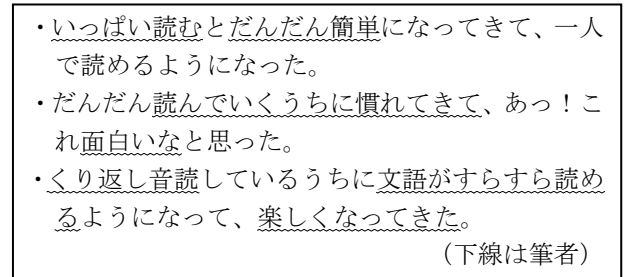 ・いっぱい読むとだんだん簡単になってきて、一人
で読めるようになった。
・だんだん読んでいくうちに慣れてきて、あっ！こ
れ面白いなと思った。
・くり返し音読しているうちに文語がすらすら読め
るようになって、楽しくなってきた。
（下線は筆者）